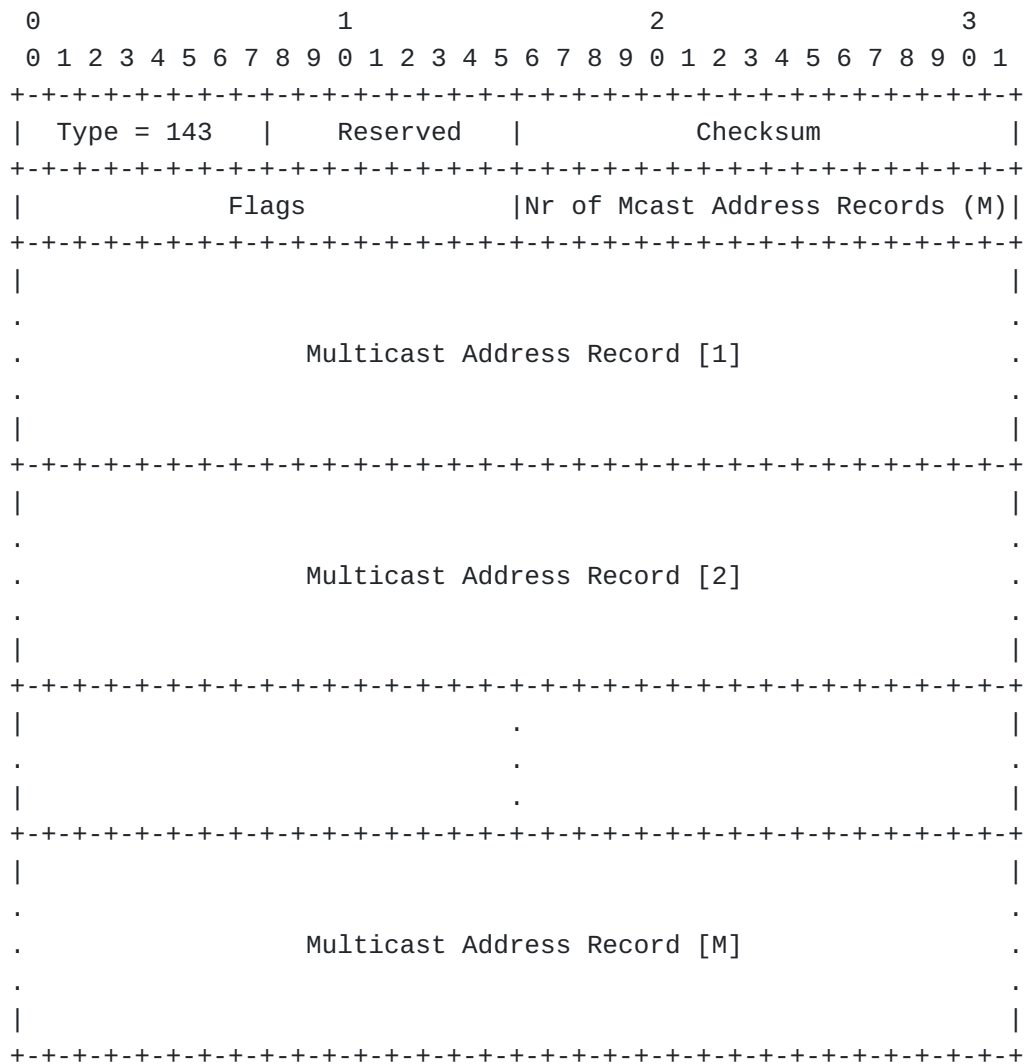 0                   1                   2                   3
 0 1 2 3 4 5 6 7 8 9 0 1 2 3 4 5 6 7 8 9 0 1 2 3 4 5 6 7 8 9 0 1
+-+-+-+-+-+-+-+-+-+-+-+-+-+-+-+-+-+-+-+-+-+-+-+-+-+-+-+-+-+-+-+-+
|  Type = 143   |    Reserved   |           Checksum            |
+-+-+-+-+-+-+-+-+-+-+-+-+-+-+-+-+-+-+-+-+-+-+-+-+-+-+-+-+-+-+-+-+
|             Flags             |Nr of Mcast Address Records (M)|
+-+-+-+-+-+-+-+-+-+-+-+-+-+-+-+-+-+-+-+-+-+-+-+-+-+-+-+-+-+-+-+-+
|                                                               |
.                                                               .
.                  Multicast Address Record [1]                 .
.                                                               .
|                                                               |
+-+-+-+-+-+-+-+-+-+-+-+-+-+-+-+-+-+-+-+-+-+-+-+-+-+-+-+-+-+-+-+-+
|                                                               |
.                                                               .
.                  Multicast Address Record [2]                 .
.                                                               .
|                                                               |
+-+-+-+-+-+-+-+-+-+-+-+-+-+-+-+-+-+-+-+-+-+-+-+-+-+-+-+-+-+-+-+-+
|                               .                               |
.                               .                               .
|                               .                               |
+-+-+-+-+-+-+-+-+-+-+-+-+-+-+-+-+-+-+-+-+-+-+-+-+-+-+-+-+-+-+-+-+
|                                                               |
.                                                               .
.                  Multicast Address Record [M]                 .
.                                                               .
|                                                               |
+-+-+-+-+-+-+-+-+-+-+-+-+-+-+-+-+-+-+-+-+-+-+-+-+-+-+-+-+-+-+-+-+